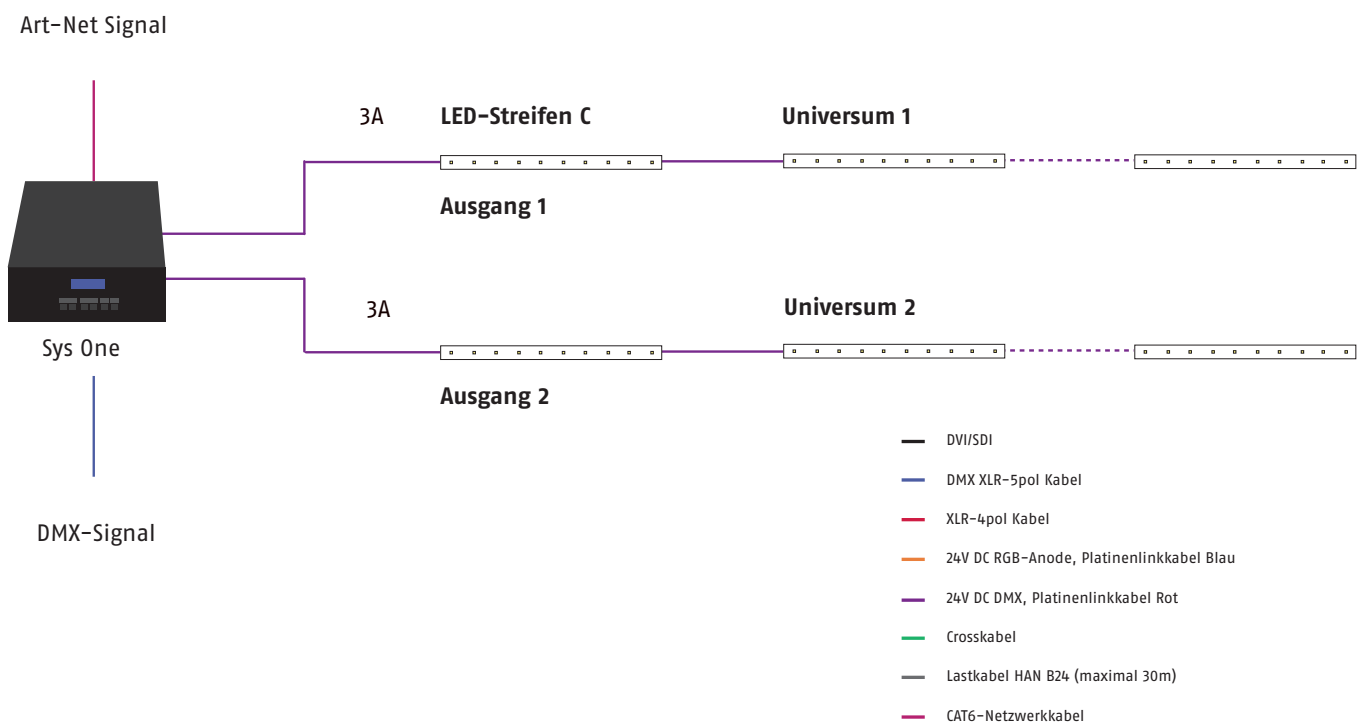 Art-Net Signal
3A
LED-Streifen C
Universum 1
Ausgang 1
3A
Universum 2
Sys One
Ausgang 2
DMX-Signal
DVI/SDI
DMX XLR-5pol Kabel
XLR-4pol Kabel
24V DC RGB-Anode, Platinenlinkkabel Blau
24V DC DMX, Platinenlinkkabel Rot
Crosskabel
Lastkabel HAN B24 (maximal 30m)
CAT6-Netzwerkkabel